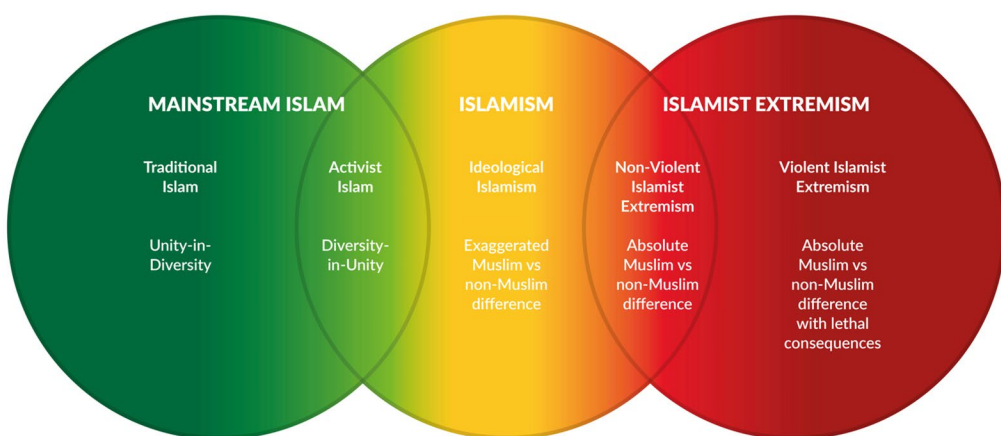 MAINSTREAM ISLAM
Traditional
Islam
Unity-in-
Diversity
Activist
Islam
Diversity-
in-Unity
ISLAMISM
Ideological
Islamism
Exaggerated
Muslim vs
non-Muslim
difference
ISLAMIST EXTREMISM
Non-Violent
Islamist
Extremism
Absolute
Muslim vs
non-Muslim
difference
Violent Islamist
Extremism
Absolute
Muslim vs
non-Muslim
difference
with lethal
consequences